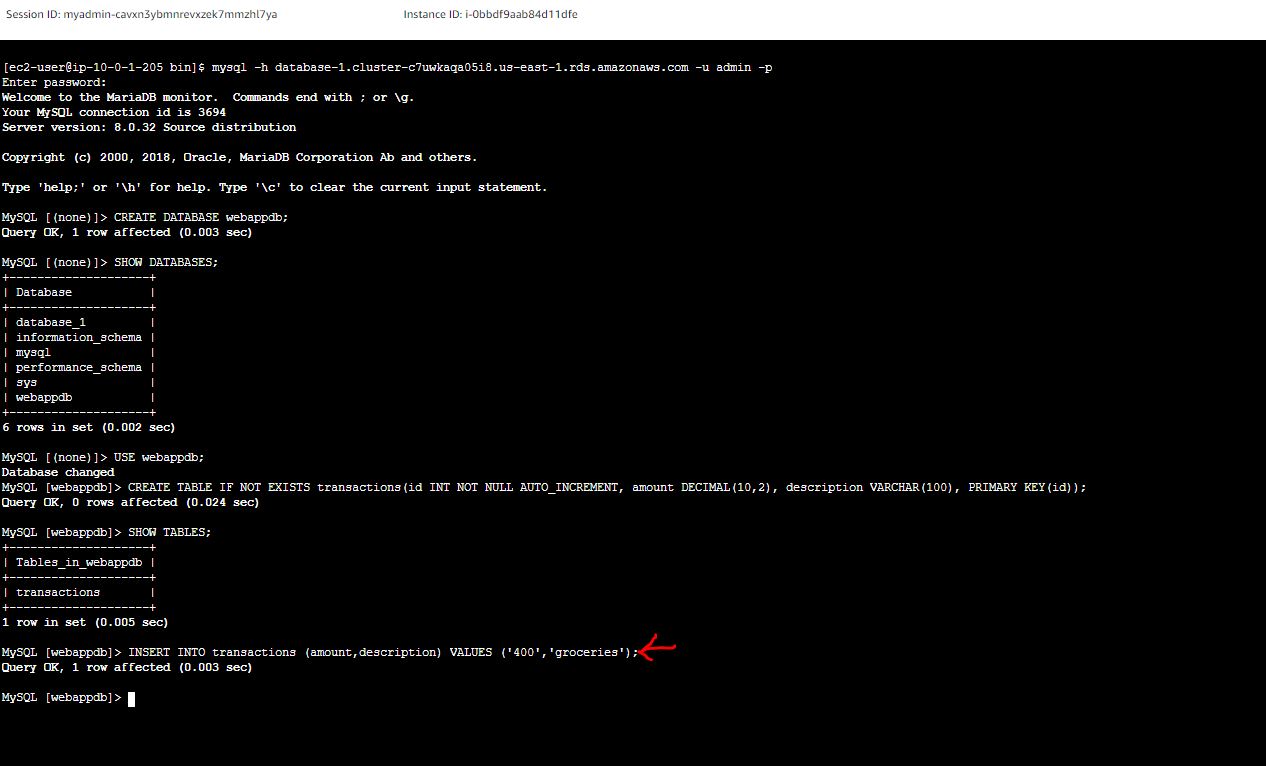 Session ID: myadmin-cavxn3ybmnrevxzek7mmzhl7ya Instance ID: i-0bbdf9aab84d11dfe
[ec2-user@ip-10-0-1-205 bin]$ mysql -h database-1.cluster-c7uwkaqa05i8.us-east-1.rds.amazonaws.com -u admin -p
Enter password:
Welcome to the MariaDB monitor.  Commands end with ; or \g.
Your MySQL connection id is 3694
Server version: 8.0.32 Source distribution
Copyright (c) 2000, 2018, Oracle, MariaDB Corporation Ab and others.
Type 'help;' or '\h' for help. Type '\c' to clear the current input statement.
MySQL [(none)]> CREATE DATABASE webappdb;
Query OK, 1 row affected (0.003 sec)
MySQL [(none)]> SHOW DATABASES;
+--------------------+
| Database           |
+--------------------+
| database_1         |
| information_schema |
| mysql              |
| performance_schema |
| sys                |
| webappdb           |
+--------------------+
6 rows in set (0.002 sec)
MySQL [(none)]> USE webappdb;
Database changed
MySQL [webappdb]> CREATE TABLE IF NOT EXISTS transactions(id INT NOT NULL AUTO_INCREMENT, amount DECIMAL(10,2), description VARCHAR(100), PRIMARY KEY(id));
Query OK, 0 rows affected (0.024 sec)
MySQL [webappdb]> SHOW TABLES;
+--------------------+
| Tables_in_webappdb |
+--------------------+
| transactions       |
+--------------------+
1 row in set (0.005 sec)
MySQL [webappdb]> INSERT INTO transactions (amount,description) VALUES ('400','groceries');
Query OK, 1 row affected (0.003 sec)
MySQL [webappdb]>